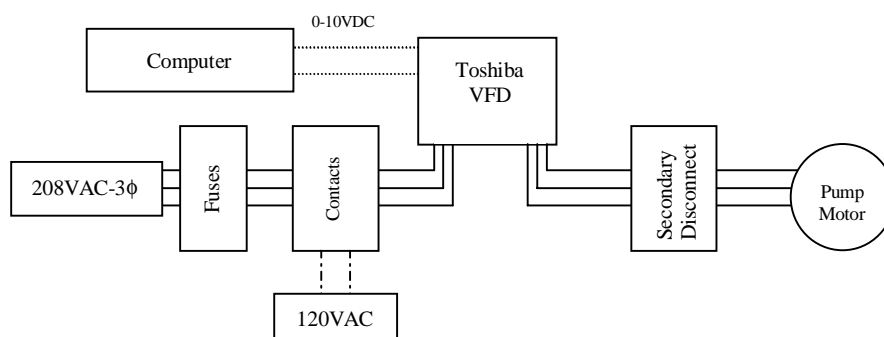 0-10VDC
Computer
Toshiba
VFD
208VAC-3ϕ
Fuses
Contacts
Secondary
Disconnect
Pump
Motor
120VAC